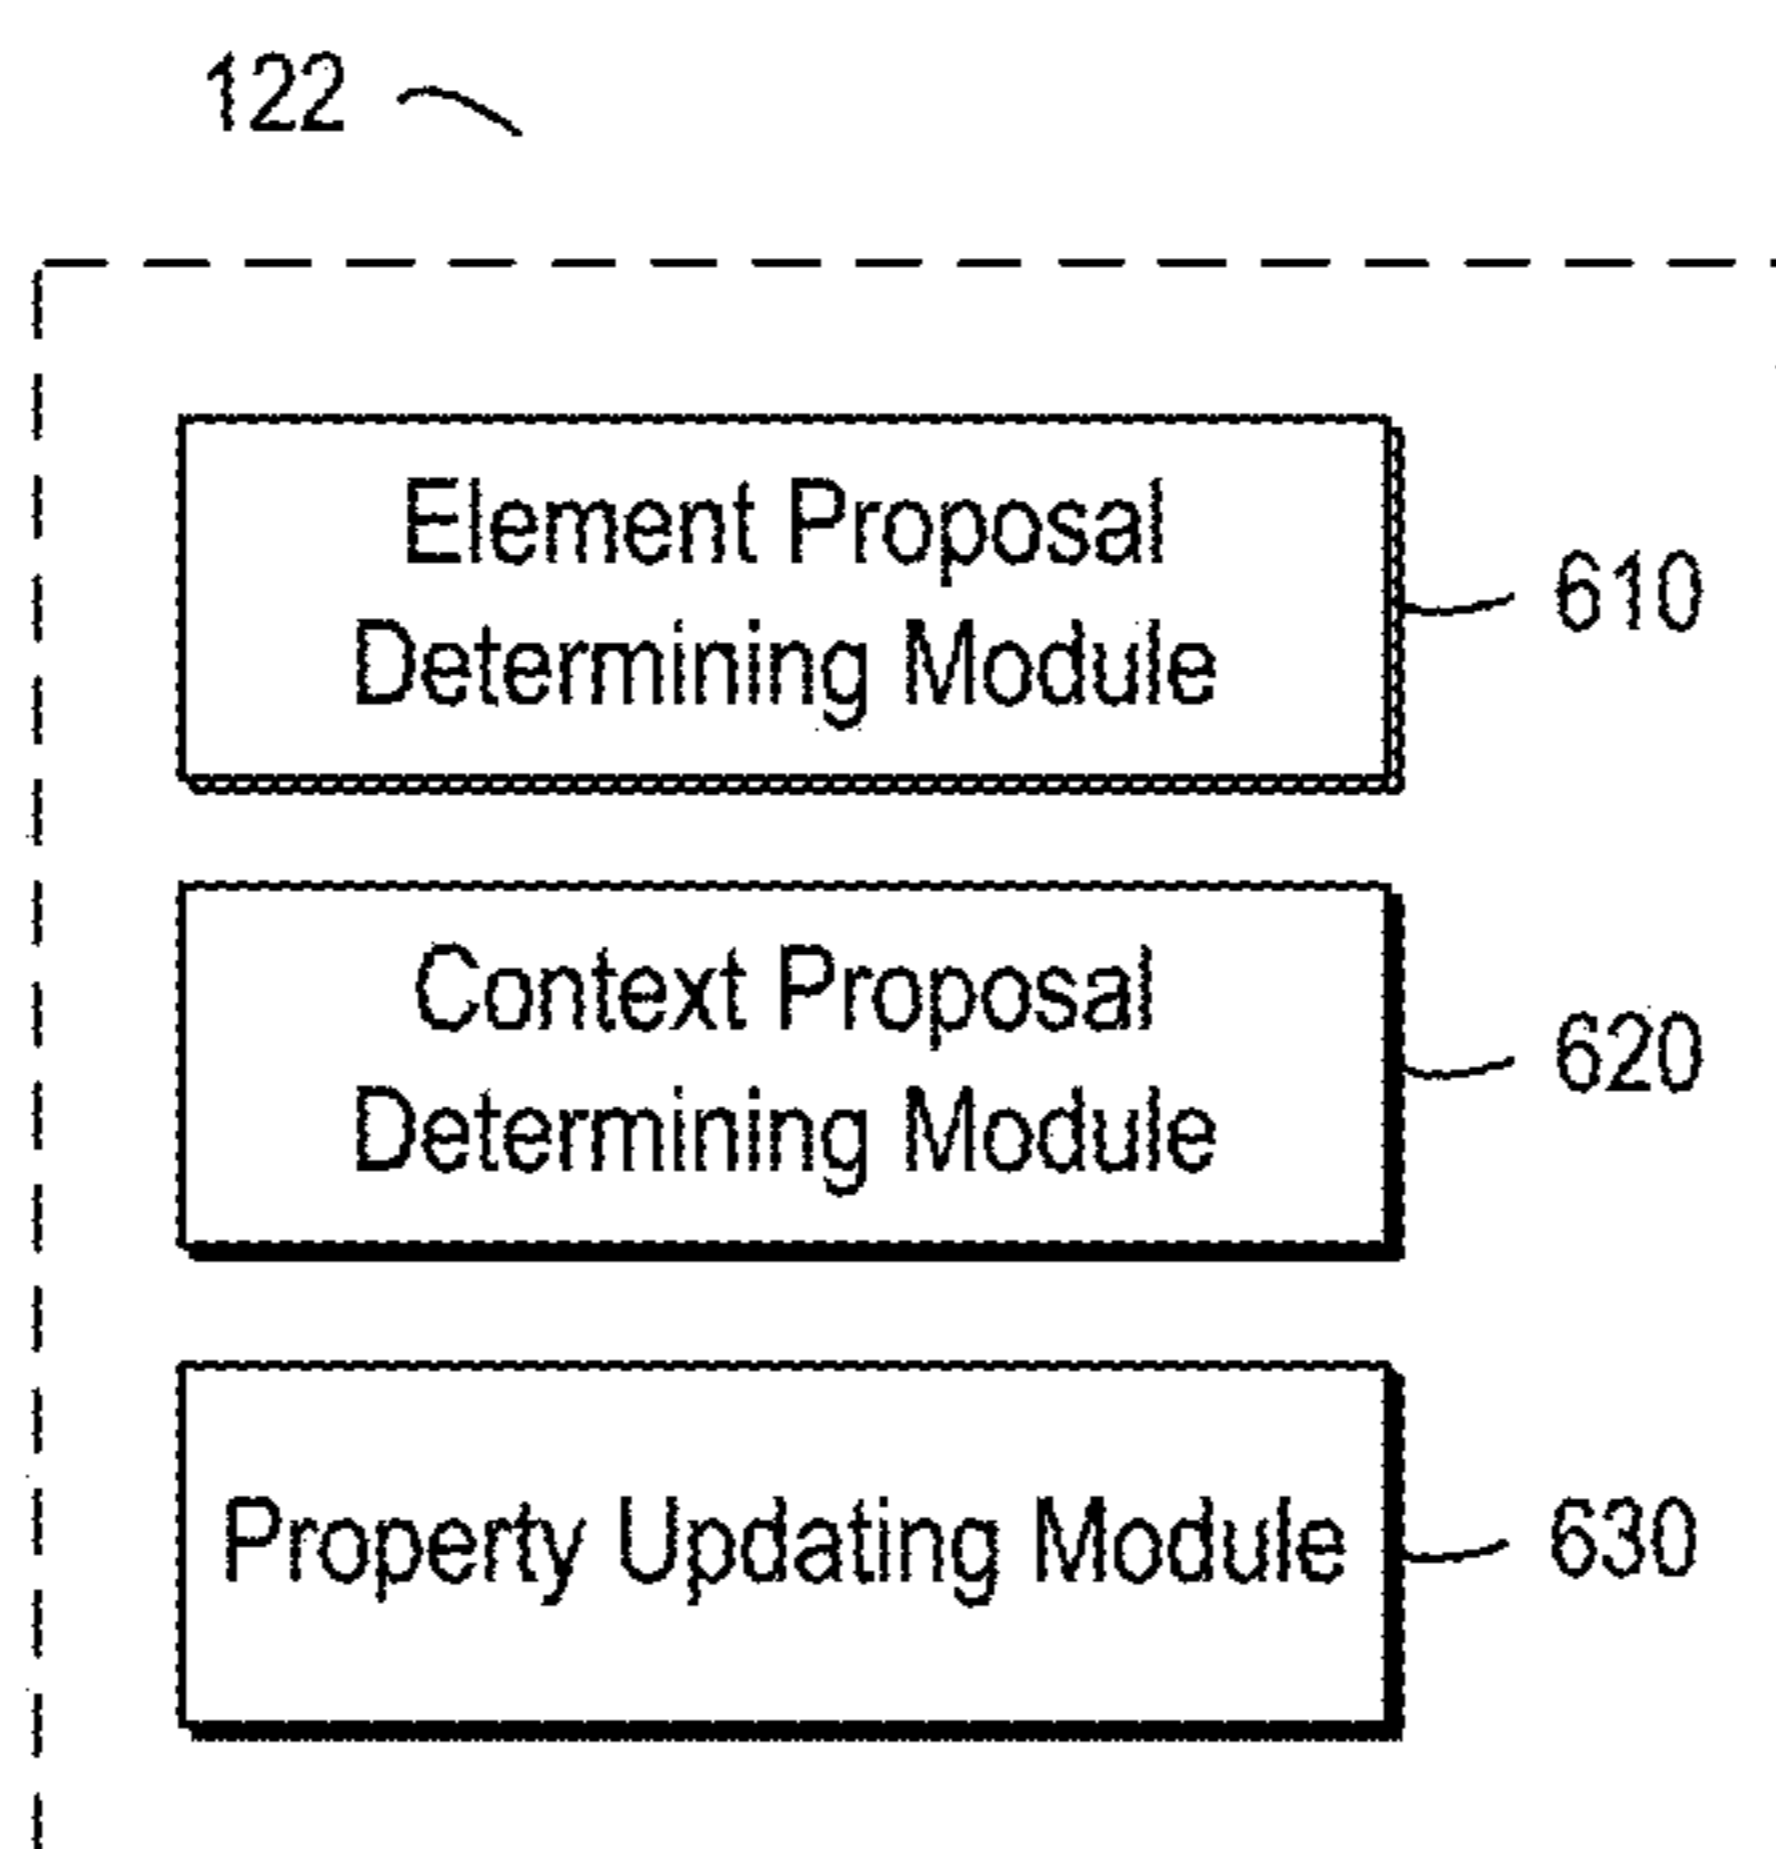 122
Element Proposal
Determining Module
610
Context Proposal
Determining Module
620
Property Updating Module
630